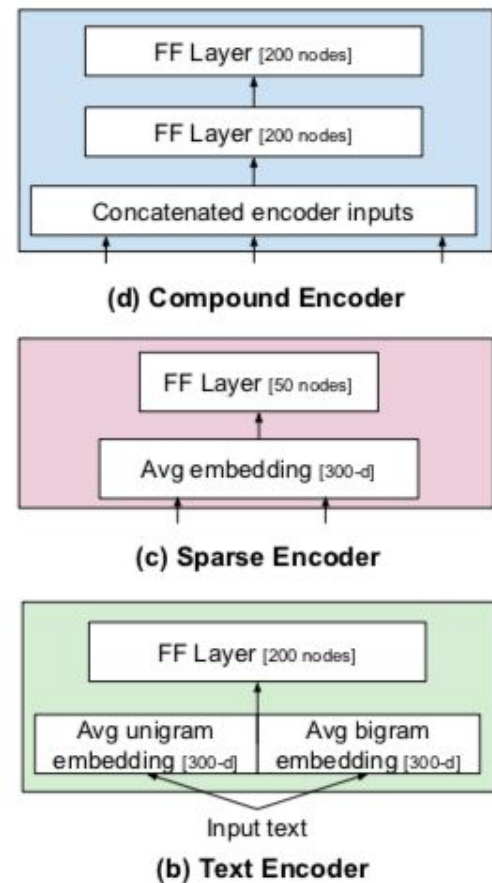 FF Layer [200 nodes]
FF Layer [200 nodes]
Concatenated encoder inputs
(d) Compound Encoder
FF Layer [50 nodes]
Avg embedding [300-d]
(c) Sparse Encoder
FF Layer [200 nodes]
Avg unigram
embedding [300-d]
Avg bigram
embedding [300-d]
Input text
(b) Text Encoder